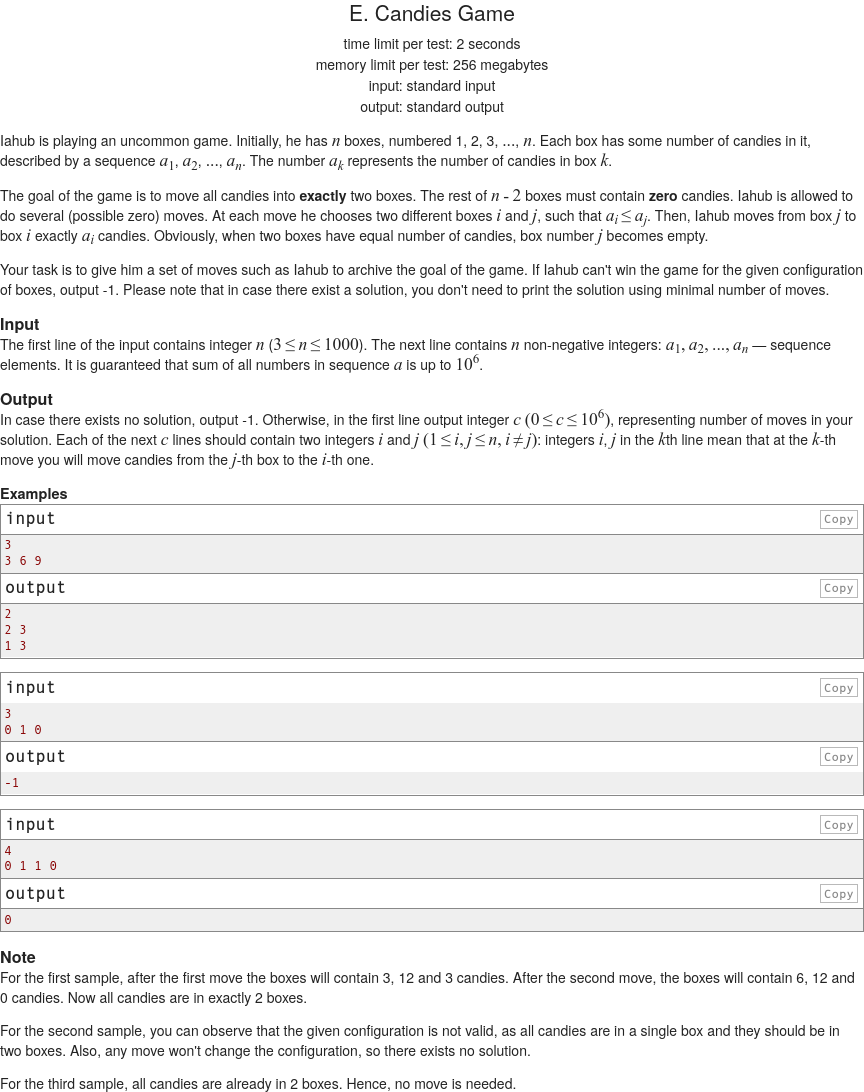 E. Candies Game
time limit per test: 2 seconds
memory limit per test: 256 megabytes
input: standard input
output: standard output
Iahub is playing an uncommon game. Initially, he has n boxes, numbered 1, 2, 3, ..., n. Each box has some number of candies in it,
described by a sequence a1, a2, ..., an. The number ak represents the number of candies in box k.
The goal of the game is to move all candies into exactly two boxes. The rest of n - 2 boxes must contain zero candies. Iahub is allowed to
do several (possible zero) moves. At each move he chooses two different boxes i and j, such that ai ≤ aj. Then, Iahub moves from box j to
box i exactly ai candies. Obviously, when two boxes have equal number of candies, box number j becomes empty.
Your task is to give him a set of moves such as Iahub to archive the goal of the game. If Iahub can't win the game for the given configuration
of boxes, output -1. Please note that in case there exist a solution, you don't need to print the solution using minimal number of moves.
Input
The first line of the input contains integer n (3 ≤ n ≤ 1000). The next line contains n non-negative integers: a1, a2, ..., an — sequence
elements. It is guaranteed that sum of all numbers in sequence a is up to 10^6.
Output
In case there exists no solution, output -1. Otherwise, in the first line output integer c (0 ≤ c ≤ 10^6), representing number of moves in your
solution. Each of the next c lines should contain two integers i and j (1 ≤ i, j ≤ n, i ≠ j): integers i, j in the kth line mean that at the k-th
move you will move candies from the j-th box to the i-th one.
Examples
input Copy
3
3 6 9
output Copy
2
2 3
1 3
input Copy
3
0 1 0
output Copy
-1
input Copy
4
0 1 1 0
output Copy
0
Note
For the first sample, after the first move the boxes will contain 3, 12 and 3 candies. After the second move, the boxes will contain 6, 12 and
0 candies. Now all candies are in exactly 2 boxes.
For the second sample, you can observe that the given configuration is not valid, as all candies are in a single box and they should be in
two boxes. Also, any move won't change the configuration, so there exists no solution.
For the third sample, all candies are already in 2 boxes. Hence, no move is needed.